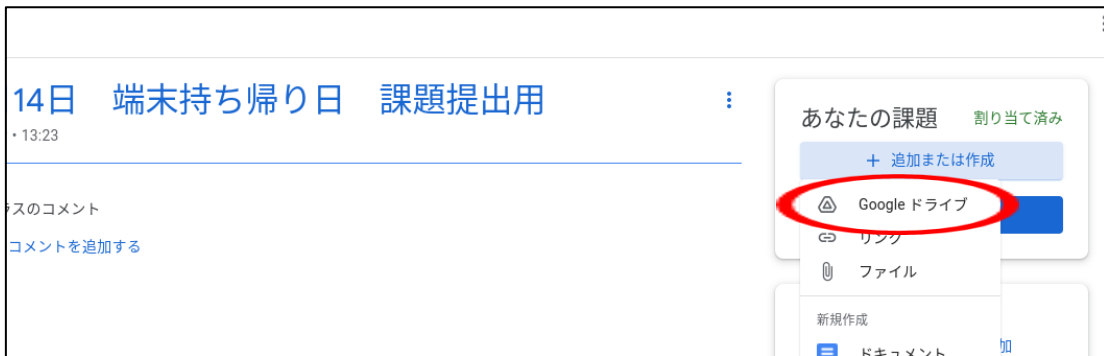 14日　端末持ち帰り日　課題提出用
• 13:23
スのコメント
コメントを追加する
あなたの課題　割り当て済み
+ 追加または作成
Google ドライブ
リンク
ファイル
新規作成
ドキュメント
加